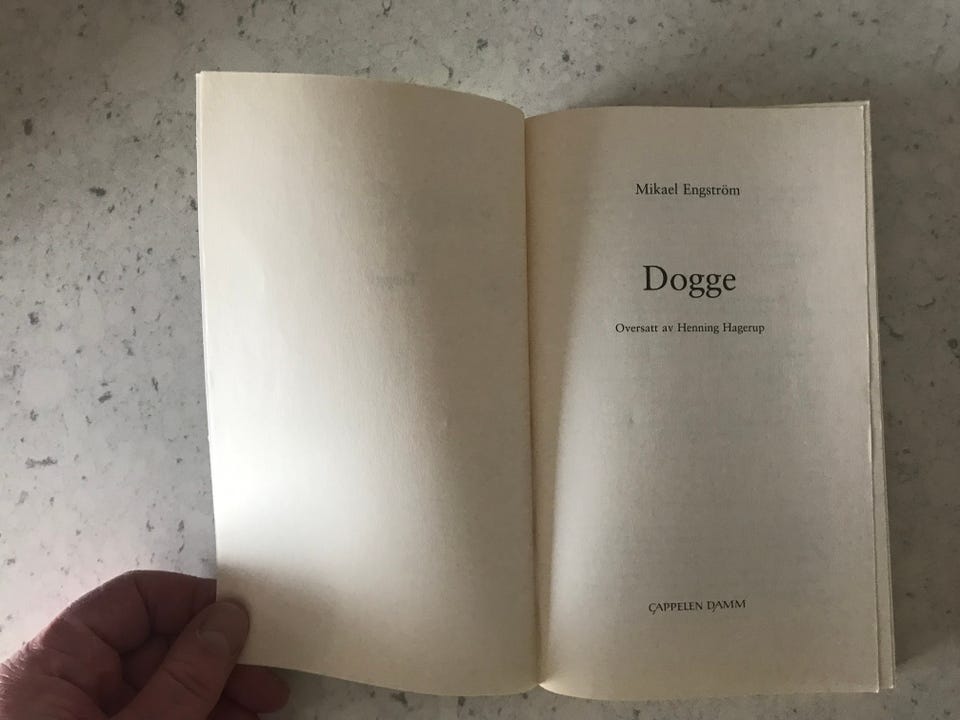 Mikael Engström
Dogge
Oversatt av Henning Hagerup
CAPPELEN DAMM